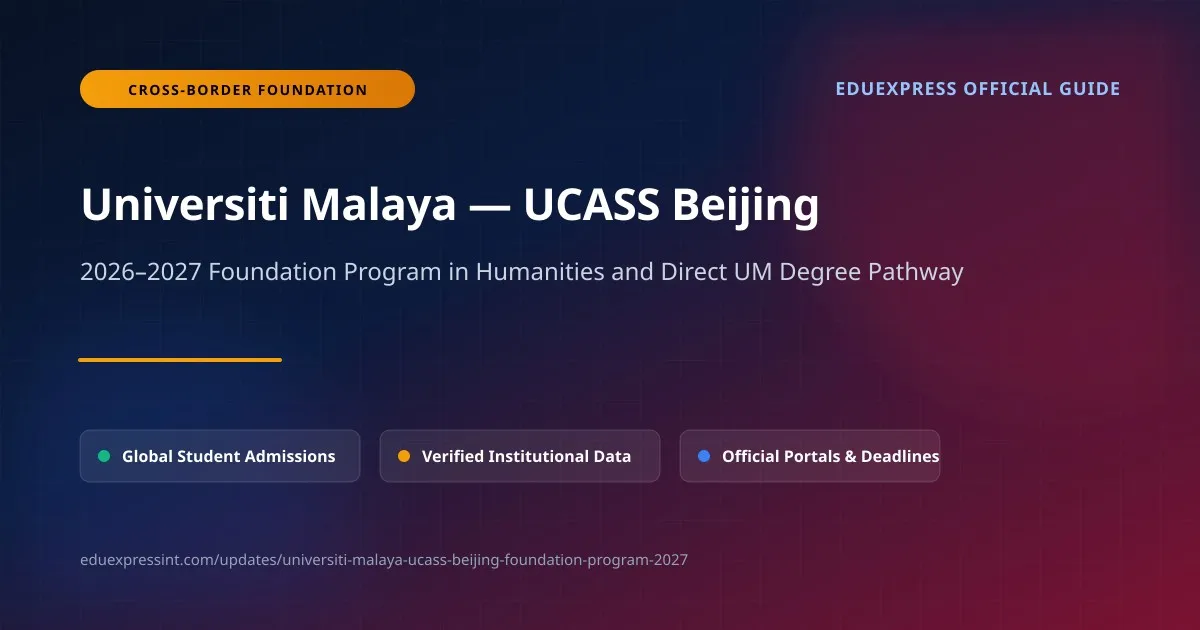 CROSS-BORDER FOUNDATION
EDUEXPRESS OFFICIAL GUIDE
Universiti Malaya — UCASS Beijing
2026–2027 Foundation Program in Humanities and Direct UM Degree Pathway
Global Student Admissions
Verified Institutional Data
Official Portals & Deadlines
eduexpressint.com/updates/universiti-malaya-ucass-beijing-foundation-program-2027